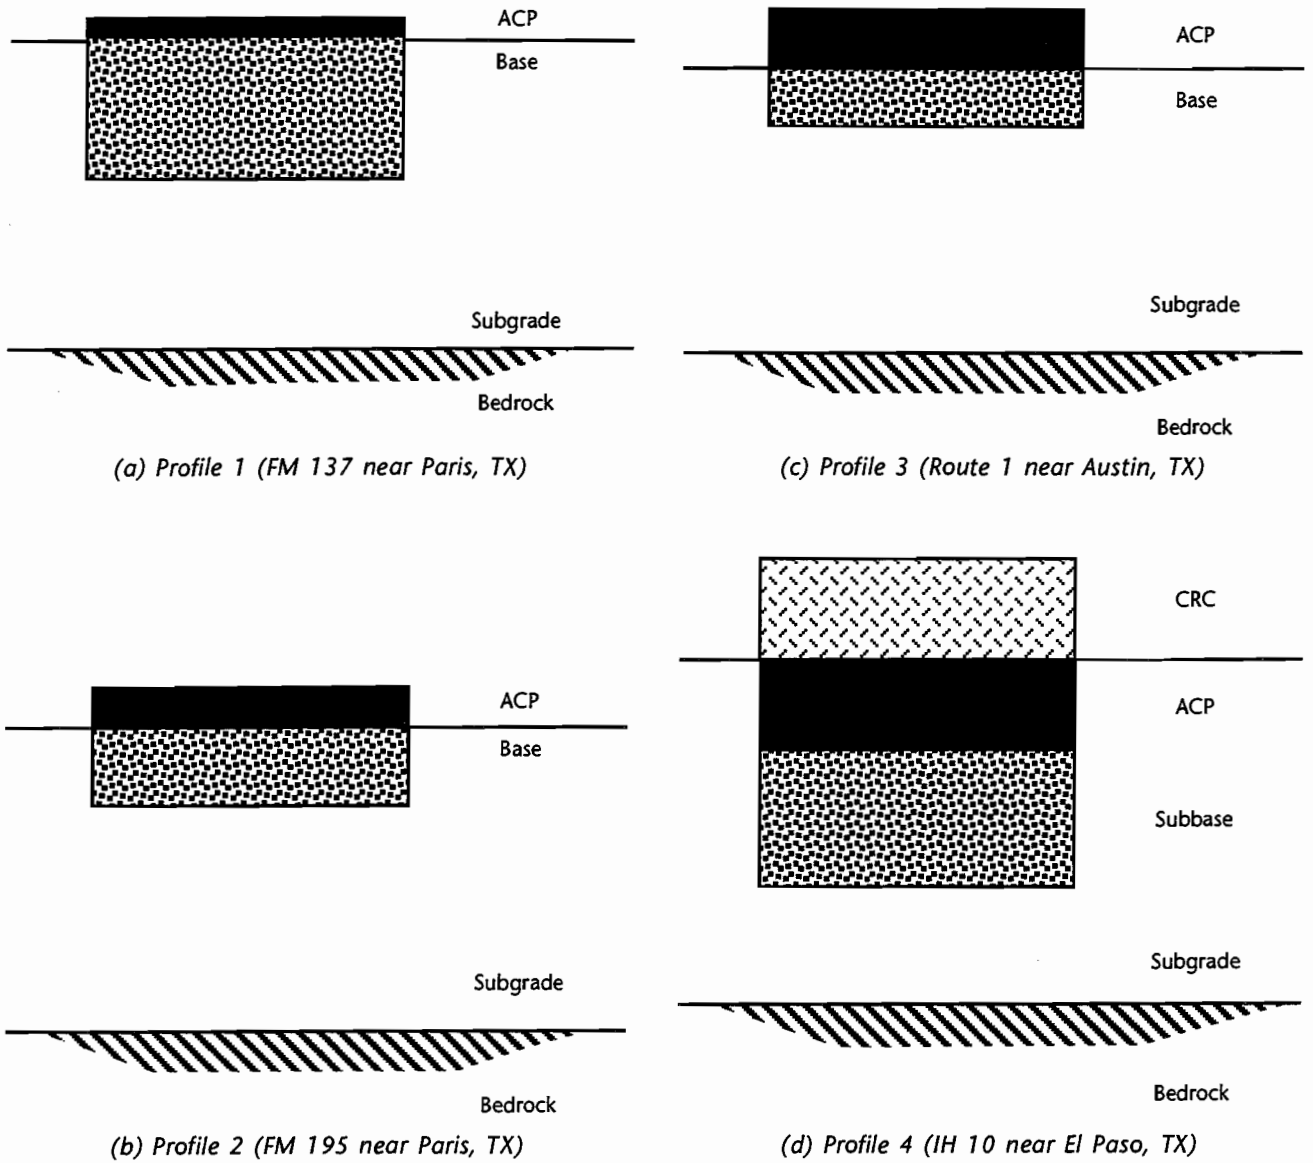 ACP
Base
Subgrade
Bedrock
(a) Profile 1 (FM 137 near Paris, TX)
ACP
Base
Subgrade
Bedrock
(b) Profile 2 (FM 195 near Paris, TX)
ACP
Base
Subgrade
Bedrock
(c) Profile 3 (Route 1 near Austin, TX)
CRC
ACP
Subbase
Subgrade
Bedrock
(d) Profile 4 (IH 10 near El Paso, TX)